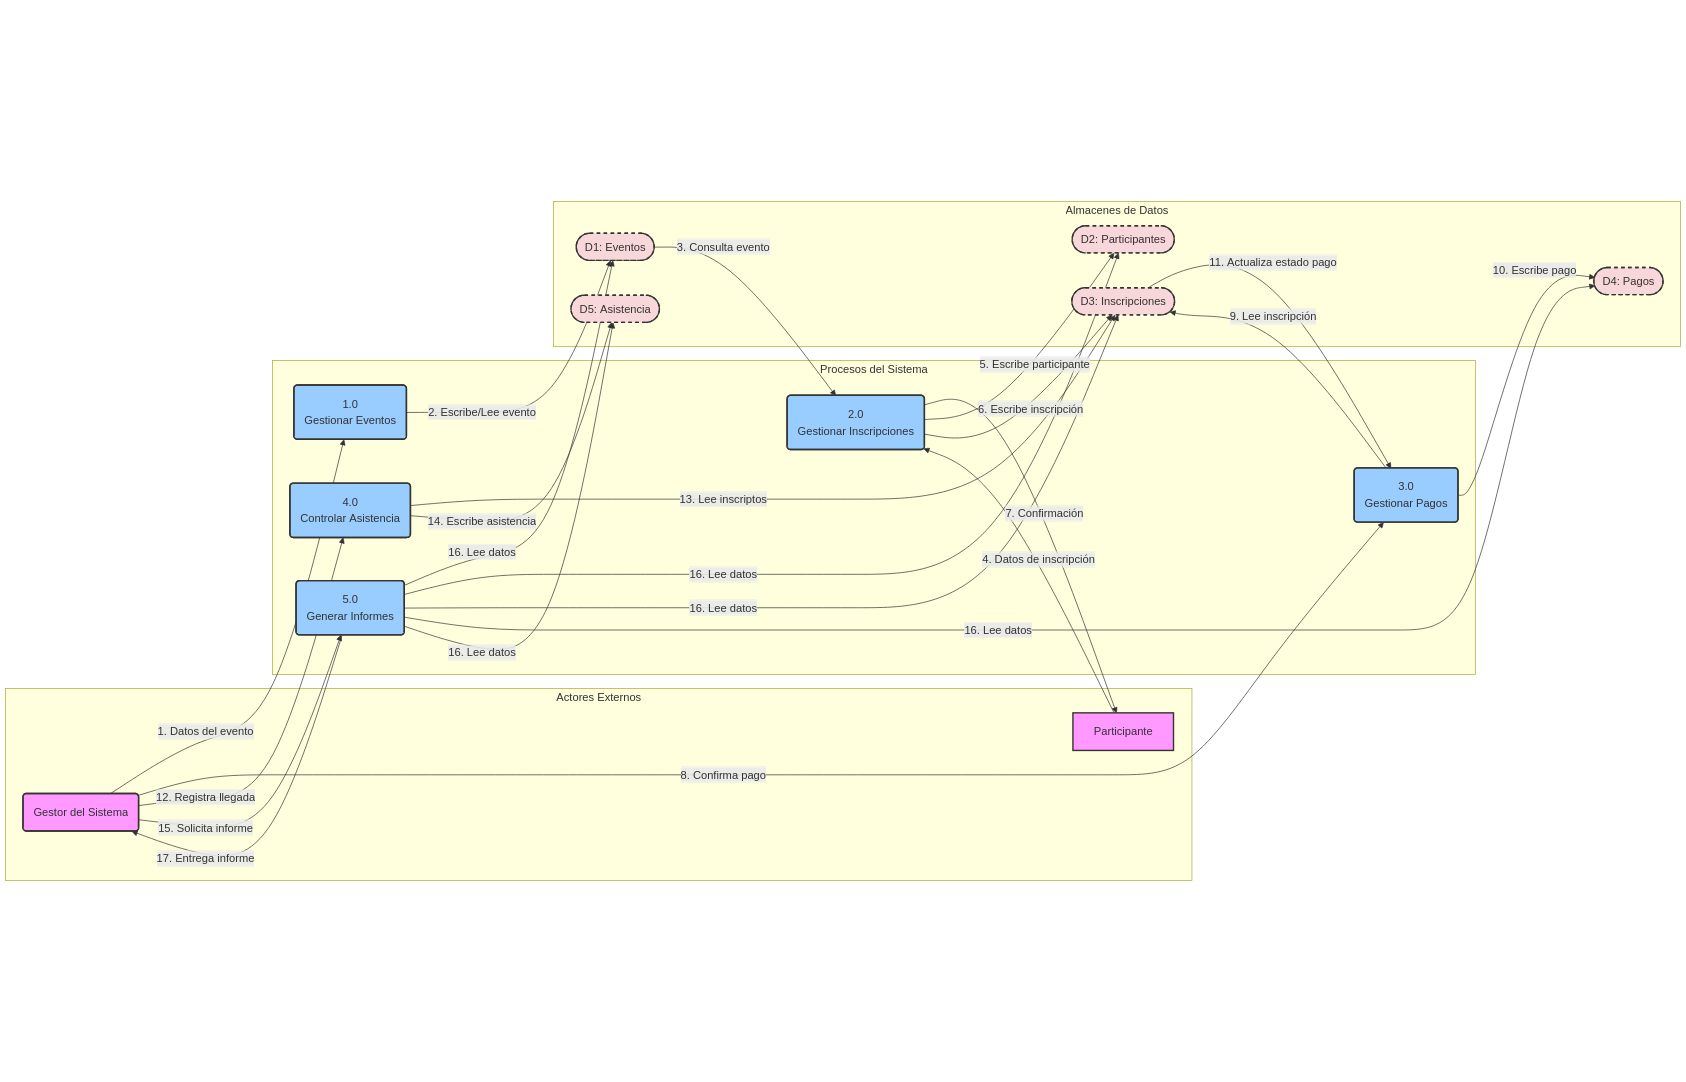 Almacenes de Datos
D1: Eventos
3. Consulta evento
D2: Participantes
11. Actualiza estado pago
10. Escribe pago
D4: Pagos
D5: Asistencia
D3: Inscripciones
9. Lee inscripción
Procesos del Sistema
5. Escribe participante
1.0
Gestionar Eventos
2. Escribe/Lee evento
2.0
Gestionar Inscripciones
6. Escribe inscripción
4.0
Controlar Asistencia
13. Lee inscriptos
14. Escribe asistencia
7. Confirmación
3.0
Gestionar Pagos
16. Lee datos
4. Datos de inscripción
16. Lee datos
5.0
Generar Informes
16. Lee datos
16. Lee datos
16. Lee datos
Actores Externos
1. Datos del evento
Participante
8. Confirma pago
12. Registra llegada
Gestor del Sistema
15. Solicita informe
17. Entrega informe